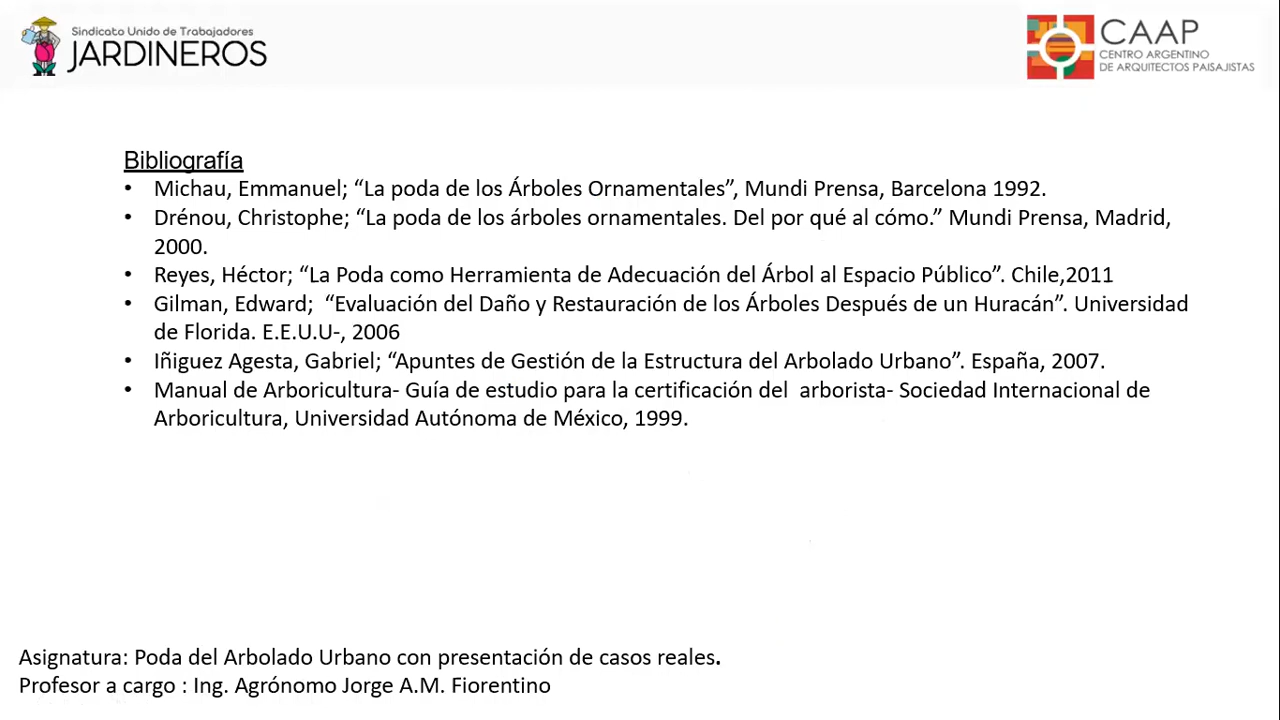 Sindicato Unido de Trabajadores
JARDINEROS
CAAP
CENTRO ARGENTINO
DE ARQUITECTOS PAISAJISTAS
Bibliografía
• Michau, Emmanuel; “La poda de los Árboles Ornamentales”, Mundi Prensa, Barcelona 1992.
• Drénou, Christophe; “La poda de los árboles ornamentales. Del por qué al cómo.” Mundi Prensa, Madrid,
2000.
• Reyes, Héctor; “La Poda como Herramienta de Adecuación del Árbol al Espacio Público”. Chile,2011
• Gilman, Edward;  “Evaluación del Daño y Restauración de los Árboles Después de un Huracán”. Universidad
de Florida. E.E.U.U-, 2006
• Iñiguez Agesta, Gabriel; “Apuntes de Gestión de la Estructura del Arbolado Urbano”. España, 2007.
• Manual de Arboricultura- Guía de estudio para la certificación del  arborista- Sociedad Internacional de
Arboricultura, Universidad Autónoma de México, 1999.
Asignatura: Poda del Arbolado Urbano con presentación de casos reales.
Profesor a cargo : Ing. Agrónomo Jorge A.M. Fiorentino